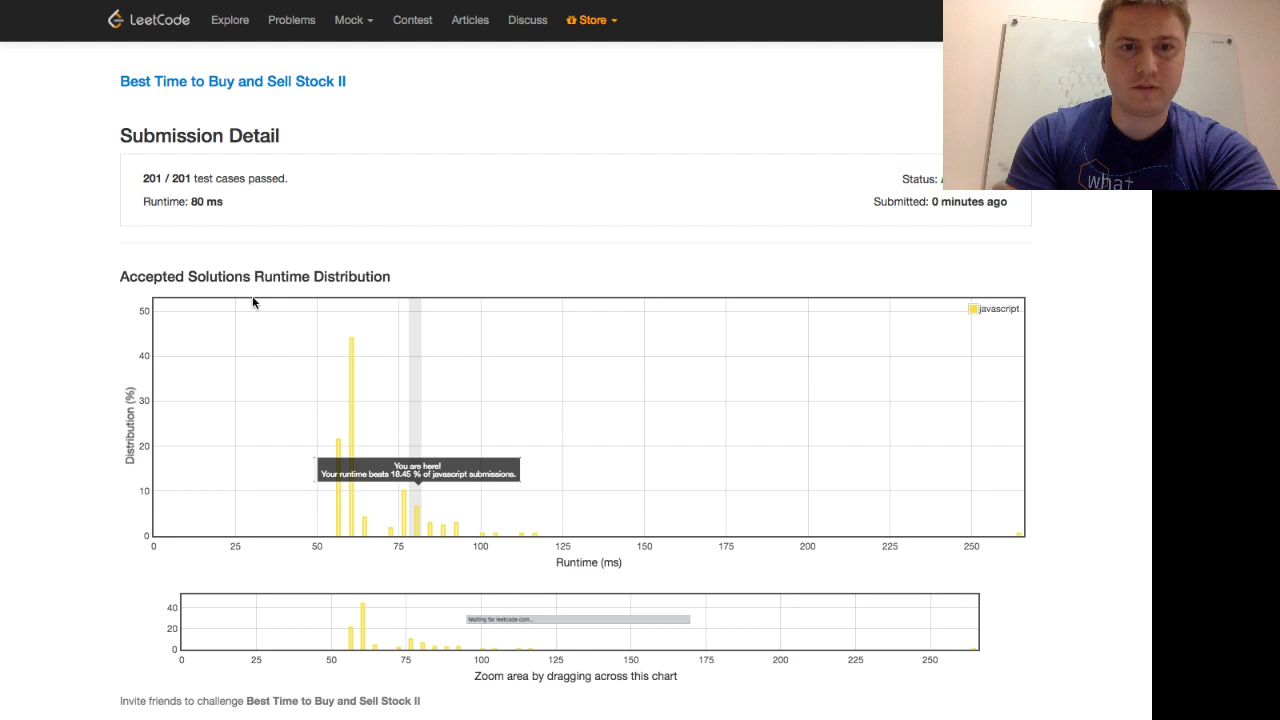 LeetCode Explore Problems Mock Contest Articles Discuss Store
Best Time to Buy and Sell Stock II
Submission Detail
201 / 201 test cases passed.
Status:
Runtime: 80 ms
Submitted: 0 minutes ago
Accepted Solutions Runtime Distribution
javascript
50
40
30
20
10
0
Distribution (%)
You are here!
Your runtime beats 18.45 % of javascript submissions.
0 25 50 75 100 125 150 175 200 225 250
Runtime (ms)
40
20
0
Waiting for leetcode.com...
0 25 50 75 100 125 150 175 200 225 250
Zoom area by dragging across this chart
Invite friends to challenge Best Time to Buy and Sell Stock II
what